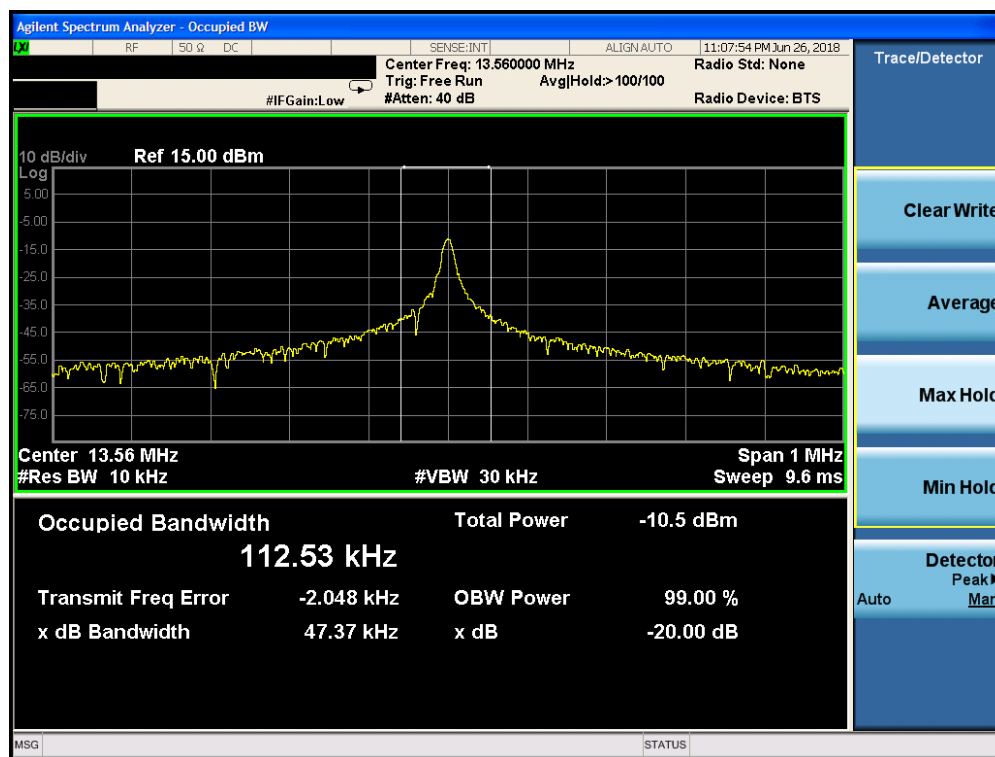 Agilent Spectrum Analyzer - Occupied BW
LXI RF 50 Ω DC SENSE:INT ALIGN AUTO 11:07:54 PM Jun 26, 2018
Center Freq: 13.560000 MHz Radio Std: None
Trig: Free Run Avg|Hold:>100/100
#IFGain:Low #Atten: 40 dB Radio Device: BTS
10 dB/div Ref 15.00 dBm
Log
5.00
-5.00
-15.0
-25.0
-35.0
-45.0
-55.0
-65.0
-75.0
Center 13.56 MHz Span 1 MHz
#Res BW 10 kHz #VBW 30 kHz Sweep 9.6 ms
Occupied Bandwidth Total Power -10.5 dBm
112.53 kHz
Transmit Freq Error -2.048 kHz OBW Power 99.00 %
x dB Bandwidth 47.37 kHz x dB -20.00 dB
MSG STATUS
Trace/Detector
Clear Write
Average
Max Hold
Min Hold
Detector
Peak
Auto Man